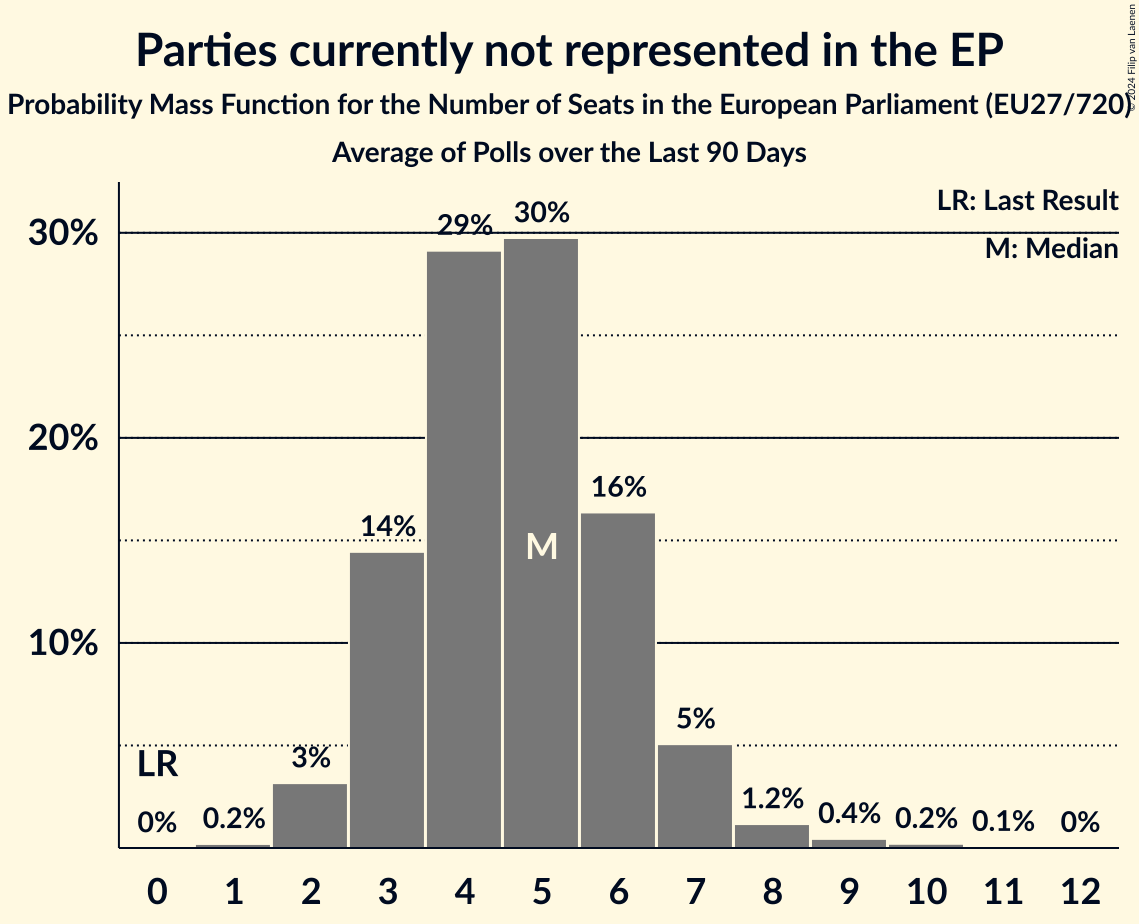 Parties currently not represented in the EP
Probability Mass Function for the Number of Seats in the European Parliament (EU27/720)
Average of Polls over the Last 90 Days
© 2024 Filip van Laenen
LR: Last Result
M: Median
30%
20%
10%
LR
M
0% 0.2% 3% 14% 29% 30% 16% 5% 1.2% 0.4% 0.2% 0.1% 0%
0 1 2 3 4 5 6 7 8 9 10 11 12